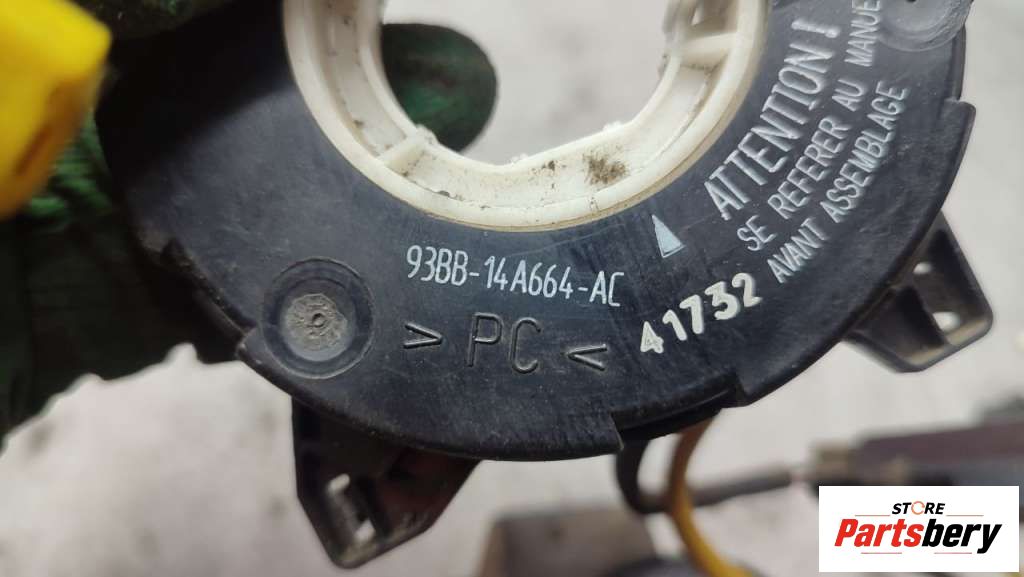 ATTENTION !
SE REFERER AU MANUEL
AVANT ASSEMBLAGE
93BB-14A664-AC
> PC <
41732
STORE
Partsbery